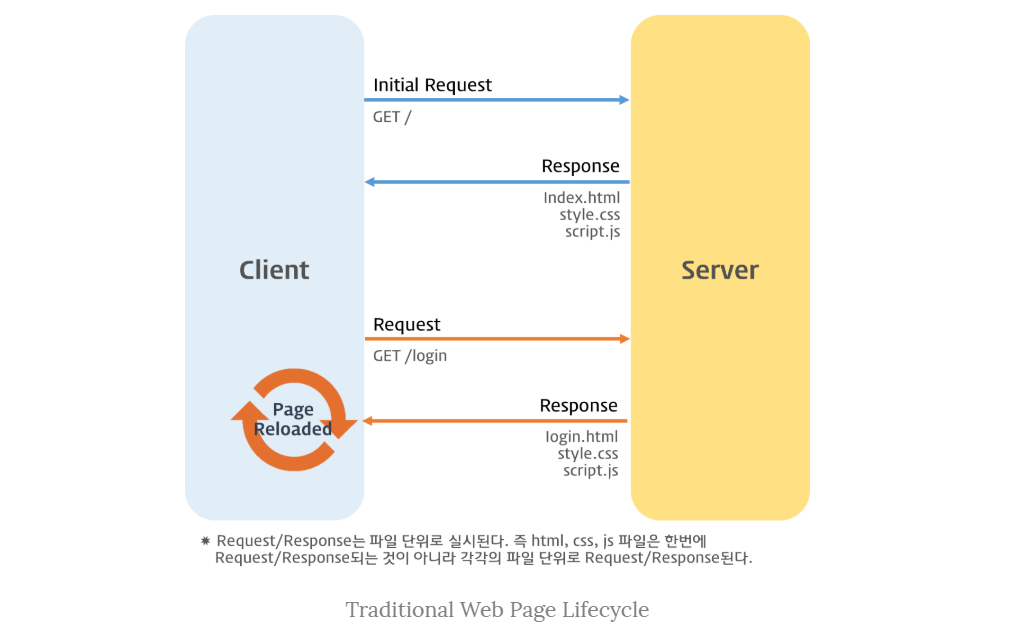 Initial Request
GET /
Response
Index.html
style.css
script.js
Client
Server
Request
GET /login
Page
Reloaded
Response
login.html
style.css
script.js
✷ Request/Response는 파일 단위로 실시된다. 즉 html, css, js 파일은 한번에
Request/Response되는 것이 아니라 각각의 파일 단위로 Request/Response된다.
Traditional Web Page Lifecycle